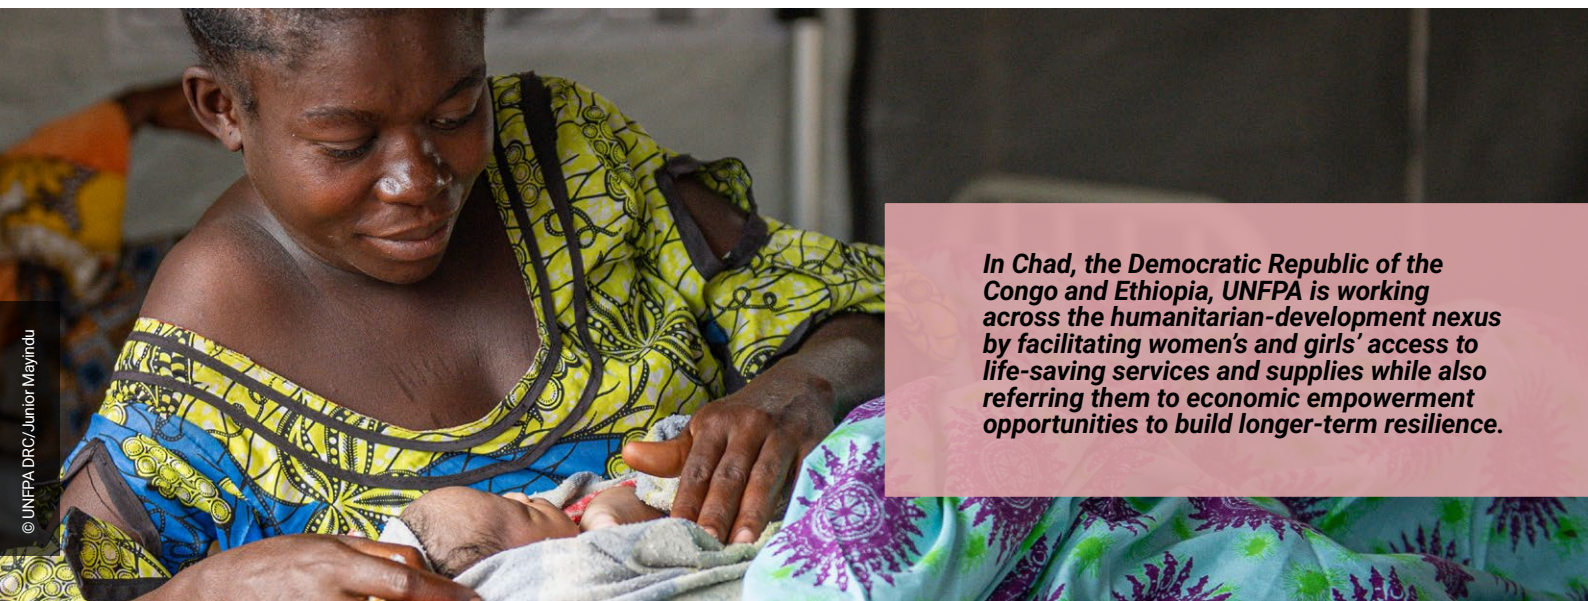 In Chad, the Democratic Republic of the
Congo and Ethiopia, UNFPA is working
across the humanitarian-development nexus
by facilitating women’s and girls’ access to
life-saving services and supplies while also
referring them to economic empowerment
opportunities to build longer-term resilience.
© UNFPA DRC/Junior Mayindu